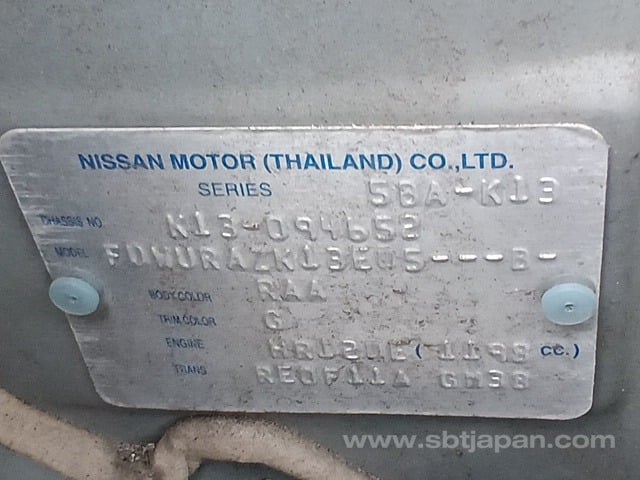 NISSAN MOTOR (THAILAND) CO.,LTD.
SERIES 5BA-K13
CHASSIS NO K13-094652
MODEL FDWURAZK13EU5---B-
BODY,COLOR RAA
TRIM,COLOR G
ENGINE HR12DE (1198 CC.)
TRANS RE0F11A GM38
www.sbtjapan.com